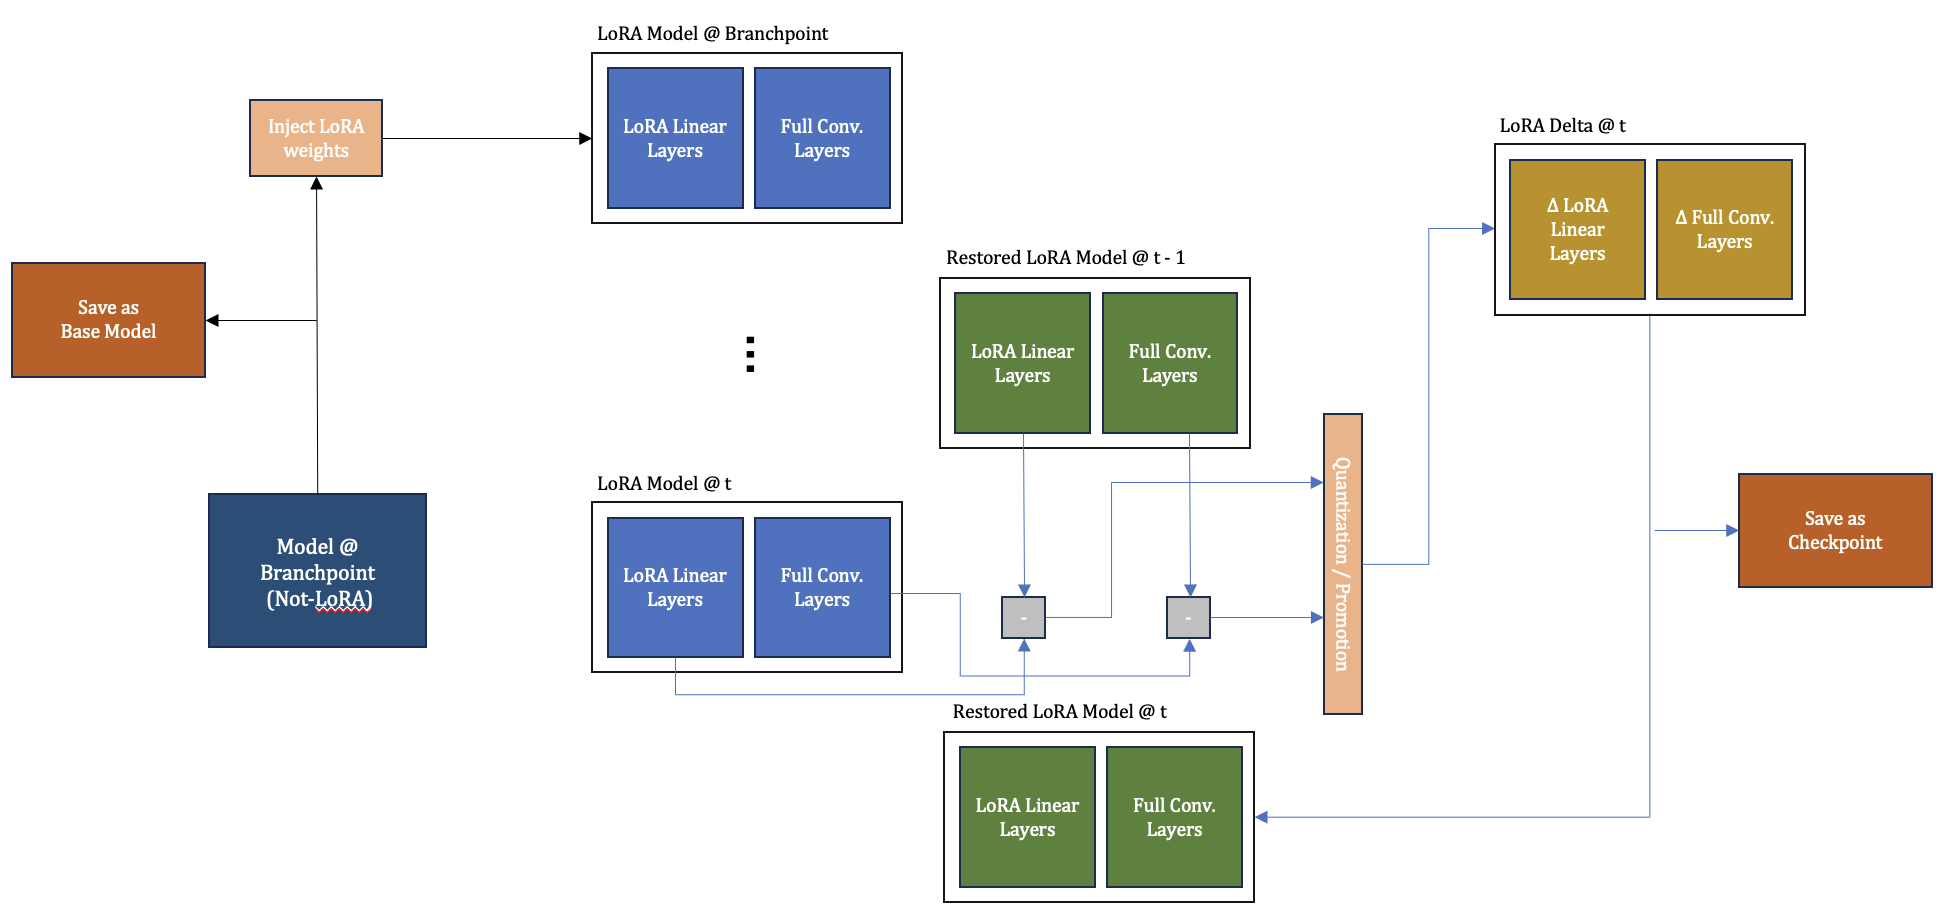 LoRA Model @ Branchpoint
LoRA Linear
Layers
Full Conv.
Layers
Inject LoRA
weights
Save as
Base Model
Model @
Branchpoint
(Not-LoRA)
LoRA Model @ t
LoRA Linear
Layers
Full Conv.
Layers
Restored LoRA Model @ t - 1
LoRA Linear
Layers
Full Conv.
Layers
-
-
Quantization / Promotion
Restored LoRA Model @ t
LoRA Linear
Layers
Full Conv.
Layers
LoRA Delta @ t
Δ LoRA
Linear
Layers
Δ Full Conv.
Layers
Save as
Checkpoint